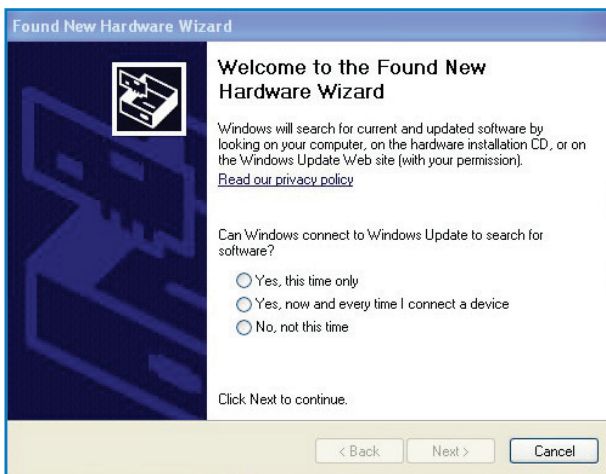 Found New Hardware Wizard
Welcome to the Found New
Hardware Wizard
Windows will search for current and updated software by
looking on your computer, on the hardware installation CD, or on
the Windows Update Web site (with your permission).
Read our privacy policy
Can Windows connect to Windows Update to search for
software?
Yes, this time only
Yes, now and every time I connect a device
No, not this time
Click Next to continue.
< Back
Next >
Cancel